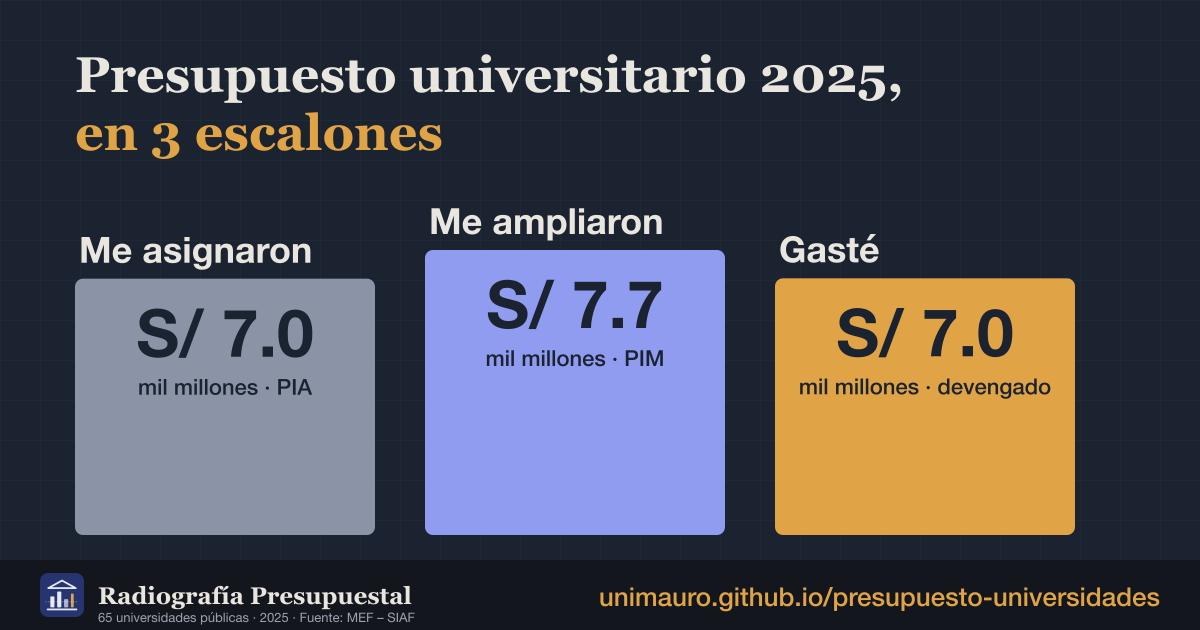 Presupuesto universitario 2025,
en 3 escalones
Me asignaron
S/ 7.0
mil millones · PIA
Me ampliaron
S/ 7.7
mil millones · PIM
Gasté
S/ 7.0
mil millones · devengado
Radiografía Presupuestal
65 universidades públicas · 2025 · Fuente: MEF – SIAF
unimauro.github.io/presupuesto-universidades